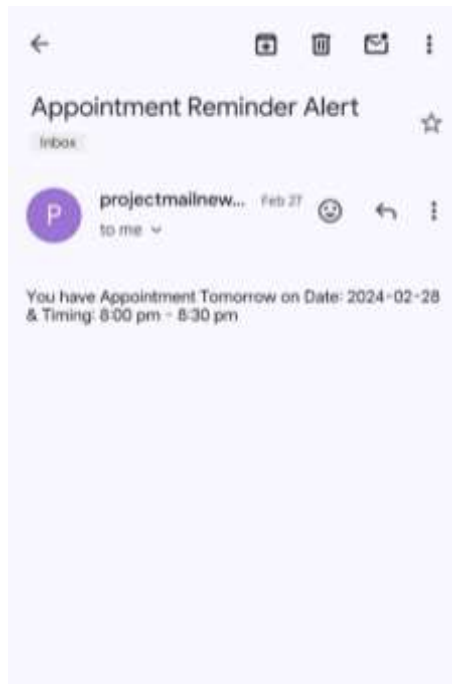 Appointment Reminder Alert
Inbox
P
projectmailnew... Feb 27
to me
You have Appointment Tomorrow on Date: 2024-02-28
& Timing: 8:00 pm - 8:30 pm